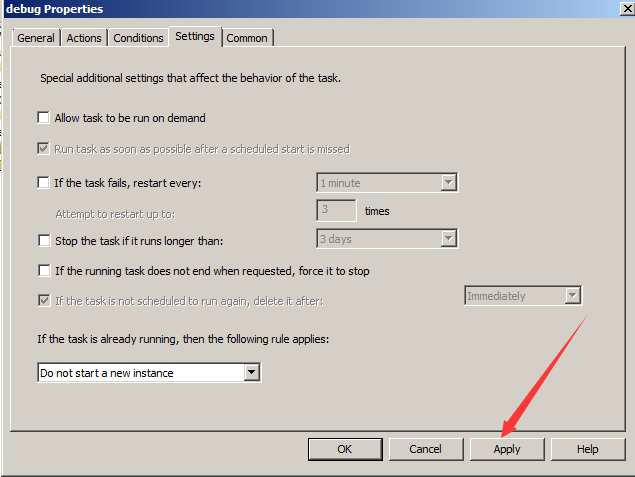 debug Properties
General
Actions
Conditions
Settings
Common
Special additional settings that affect the behavior of the task.
Allow task to be run on demand
Run task as soon as possible after a scheduled start is missed
If the task fails, restart every:
1 minute
Attempt to restart up to:
3
times
Stop the task if it runs longer than:
3 days
If the running task does not end when requested, force it to stop
If the task is not scheduled to run again, delete it after:
Immediately
If the task is already running, then the following rule applies:
Do not start a new instance
OK
Cancel
Apply
Help